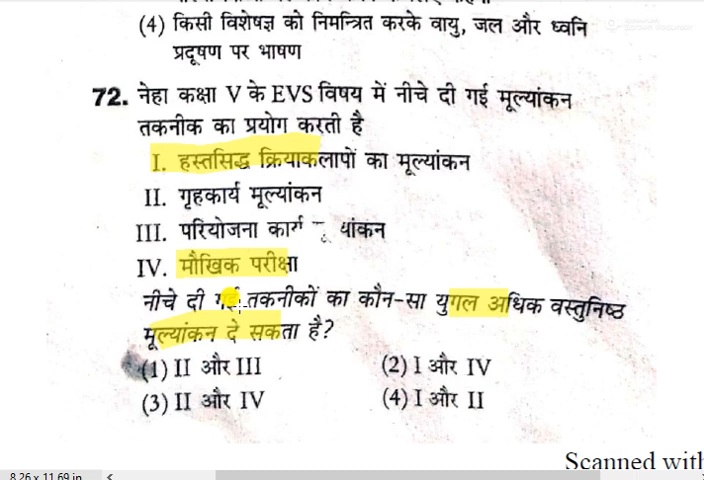 (4) किसी विशेषज्ञ को निमन्त्रित करके वायु, जल और ध्वनि
प्रदूषण पर भाषण
72. नेहा कक्षा V के EVS विषय में नीचे दी गई मूल्यांकन
तकनीक का प्रयोग करती है
I. हस्तसिद्ध क्रियाकलापों का मूल्यांकन
II. गृहकार्य मूल्यांकन
III. परियोजना कार्य यांकन
IV. मौखिक परीक्षा
नीचे दी गई तकनीकों का कौन-सा युगल अधिक वस्तुनिष्ठ
मूल्यांकन दे सकता है?
(1) II और III (2) I और IV
(3) II और IV (4) I और II
Scanned with
8.26 x 11.69 in